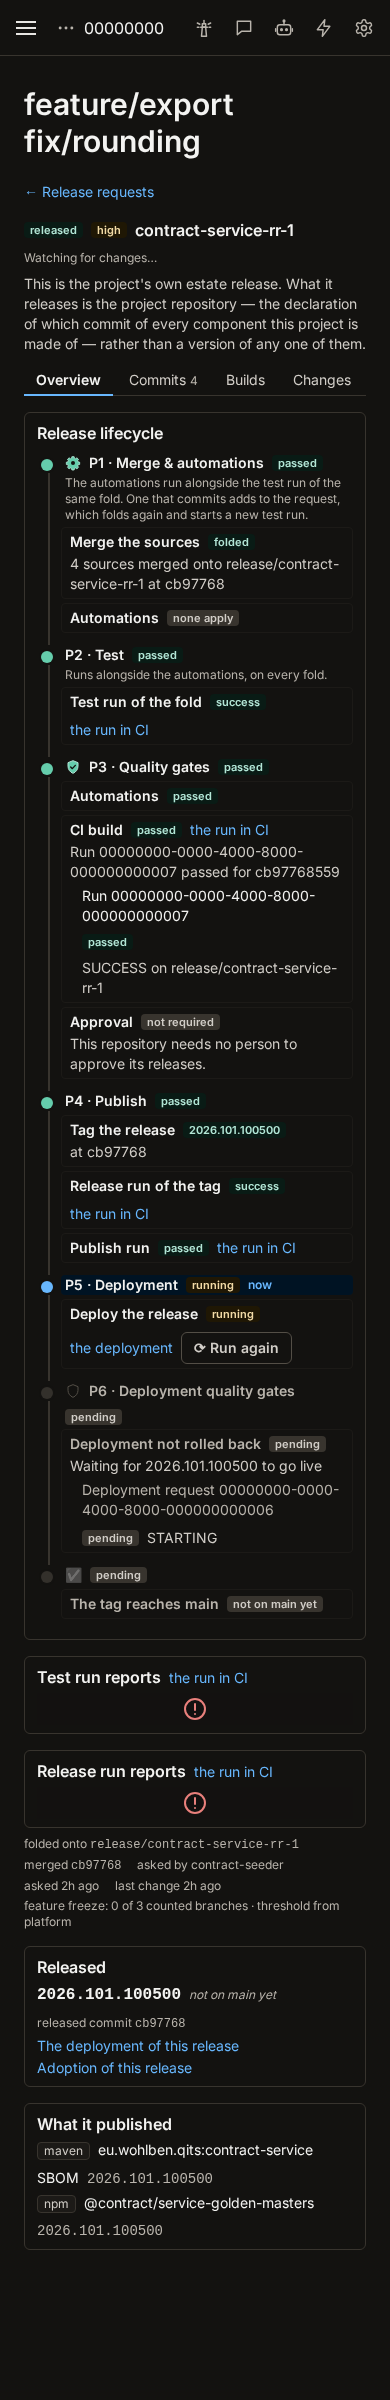 ··· 00000000
feature/export
fix/rounding
← Release requests
released high contract-service-rr-1
Watching for changes...
This is the project's own estate release. What it
releases is the project repository — the declaration
of which commit of every component this project is
made of — rather than a version of any one of them.
Overview Commits 4 Builds Changes
Release lifecycle
P1 · Merge & automations passed
The automations run alongside the test run of the
same fold. One that commits adds to the request,
which folds again and starts a new test run.
Merge the sources folded
4 sources merged onto release/contract-
service-rr-1 at cb97768
Automations none apply
P2 · Test passed
Runs alongside the automations, on every fold.
Test run of the fold success
the run in CI
P3 · Quality gates passed
Automations passed
CI build passed the run in CI
Run 00000000-0000-4000-8000-
000000000007 passed for cb97768559
Run 00000000-0000-4000-8000-
000000000007
passed
SUCCESS on release/contract-service-
rr-1
Approval not required
This repository needs no person to
approve its releases.
P4 · Publish passed
Tag the release 2026.101.100500
at cb97768
Release run of the tag success
the run in CI
Publish run passed the run in CI
P5 · Deployment running now
Deploy the release running
the deployment ⟳ Run again
P6 · Deployment quality gates
pending
Deployment not rolled back pending
Waiting for 2026.101.100500 to go live
Deployment request 00000000-0000-
4000-8000-000000000006
pending STARTING
pending
The tag reaches main not on main yet
Test run reports the run in CI
Release run reports the run in CI
folded onto release/contract-service-rr-1
merged cb97768 asked by contract-seeder
asked 2h ago last change 2h ago
feature freeze: 0 of 3 counted branches · threshold from
platform
Released
2026.101.100500 not on main yet
released commit cb97768
The deployment of this release
Adoption of this release
What it published
maven eu.wohlben.qits:contract-service
SBOM 2026.101.100500
npm @contract/service-golden-masters
2026.101.100500